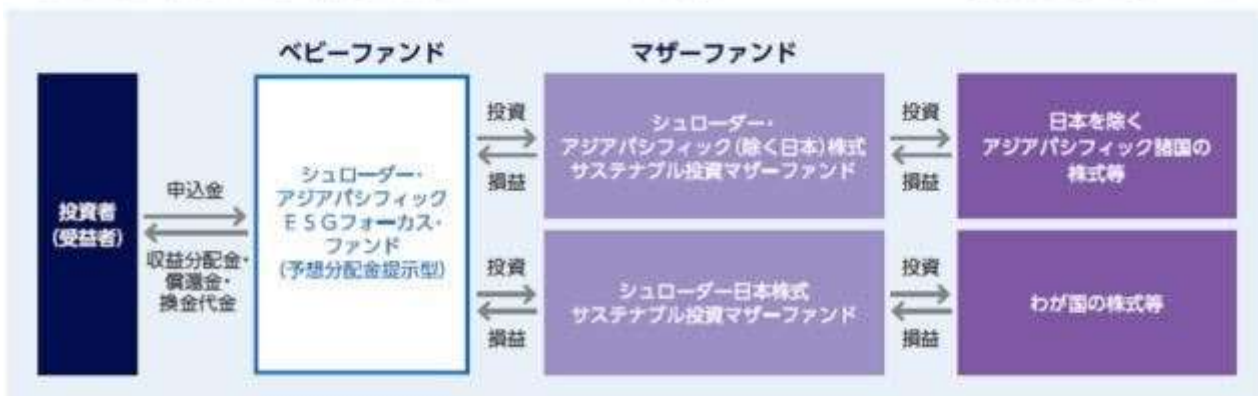 ベビーファンド
マザーファンド
投資者
(受益者)
申込金
収益分配金・
償還金・
換金代金
シュローダー・
アジアパシフィック
ESGフォーカス・
ファンド
(予想分配金提示型)
投資
損益
シュローダー・
アジアパシフィック(除く日本)株式
サステナブル投資マザーファンド
投資
損益
日本を除く
アジアパシフィック諸国の
株式等
投資
損益
シュローダー日本株式
サステナブル投資マザーファンド
投資
損益
わが国の株式等